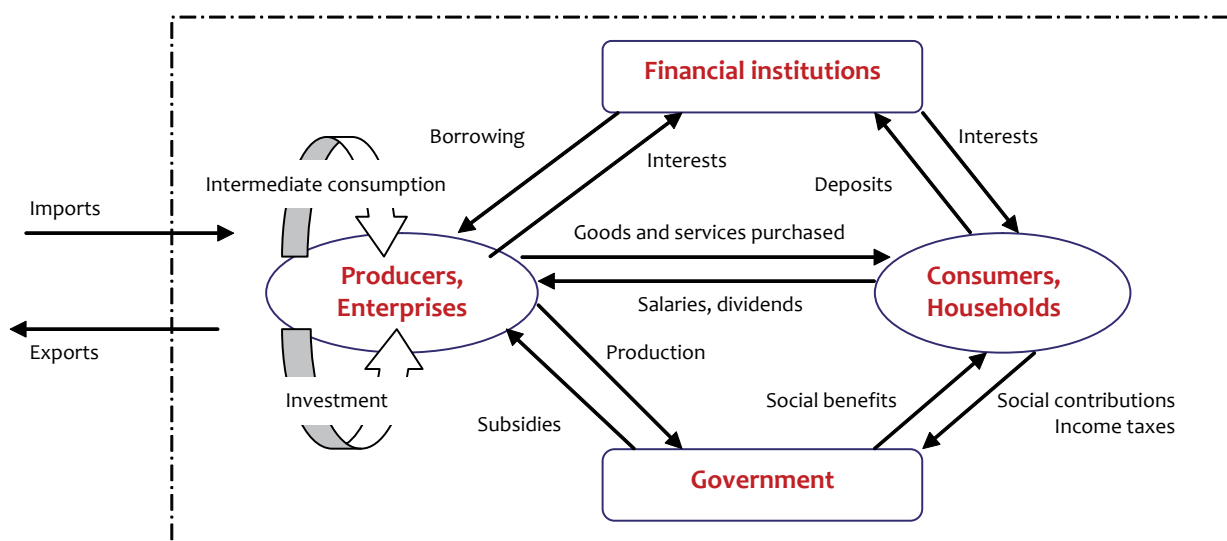 Financial institutions
Borrowing
Interests
Interests
Deposits
Intermediate consumption
Imports
Goods and services purchased
Producers,
Enterprises
Consumers,
Households
Salaries, dividends
Exports
Production
Investment
Subsidies
Social benefits
Social contributions
Income taxes
Government